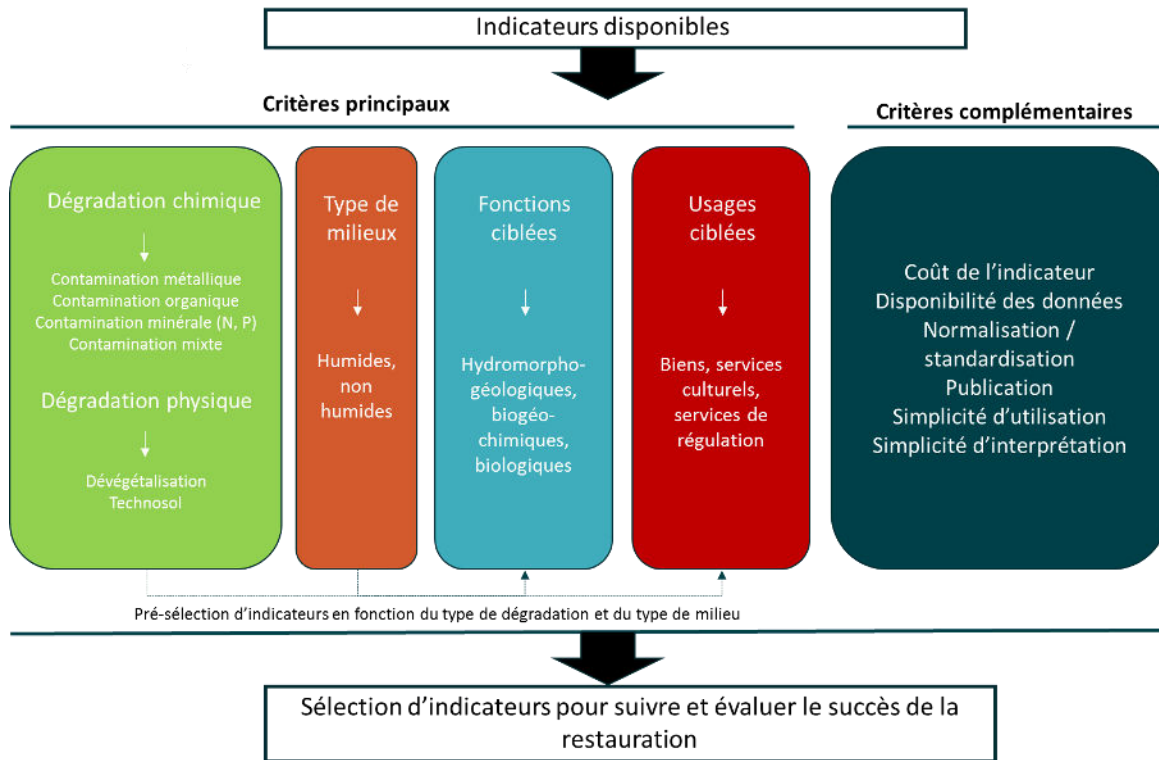 Indicateurs disponibles
Critères principaux
Critères complémentaires
Dégradation chimique
Contamination métallique
Contamination organique
Contamination minérale (N, P)
Contamination mixte
Dégradation physique
Dévégétalisation
Technosol
Type de
milieux
Humides,
non
humides
Fonctions
ciblées
Hydromorpho-
géologiques,
biogéo-
chimiques,
biologiques
Usages
ciblées
Biens, services
culturels,
services de
régulation
Coût de l’indicateur
Disponibilité des données
Normalisation /
standardisation
Publication
Simplicité d’utilisation
Simplicité d’interprétation
Pré-sélection d’indicateurs en fonction du type de dégradation et du type de milieu
Sélection d’indicateurs pour suivre et évaluer le succès de la
restauration